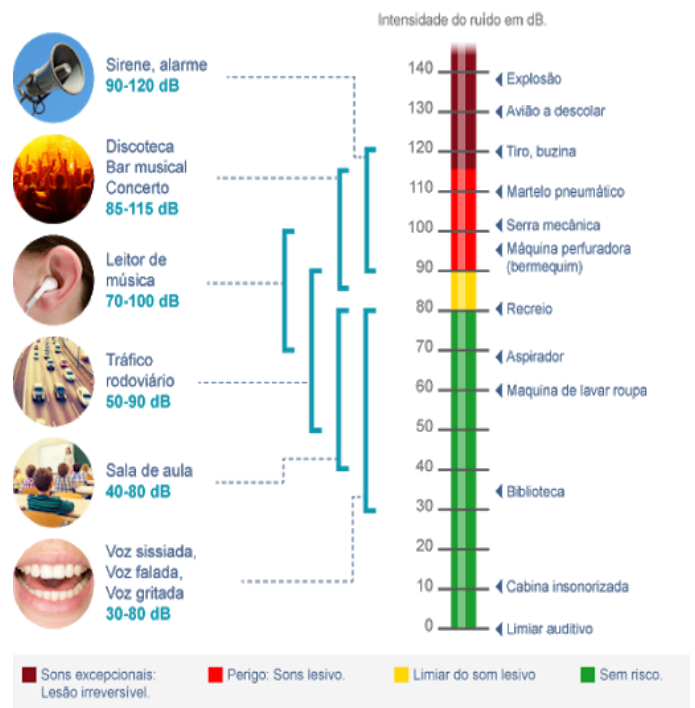 Intensidade do ruído em dB.
Sirene, alarme
90-120 dB
Discoteca
Bar musical
Concerto
85-115 dB
Leitor de
música
70-100 dB
Tráfico
rodoviário
50-90 dB
Sala de aula
40-80 dB
Voz sissiada,
Voz falada,
Voz gritada
30-80 dB
140
130
120
110
100
90
80
70
60
50
40
30
20
10
0
Explosão
Avião a descolar
Tiro, buzina
Martelo pneumático
Serra mecânica
Máquina perfuradora
(bermequim)
Recreio
Aspirador
Maquina de lavar roupa
Biblioteca
Cabina insonorizada
Limiar auditivo
Sons excepcionais:
Lesão irreversível.
Perigo: Sons lesivo.
Limiar do som lesivo
Sem risco.